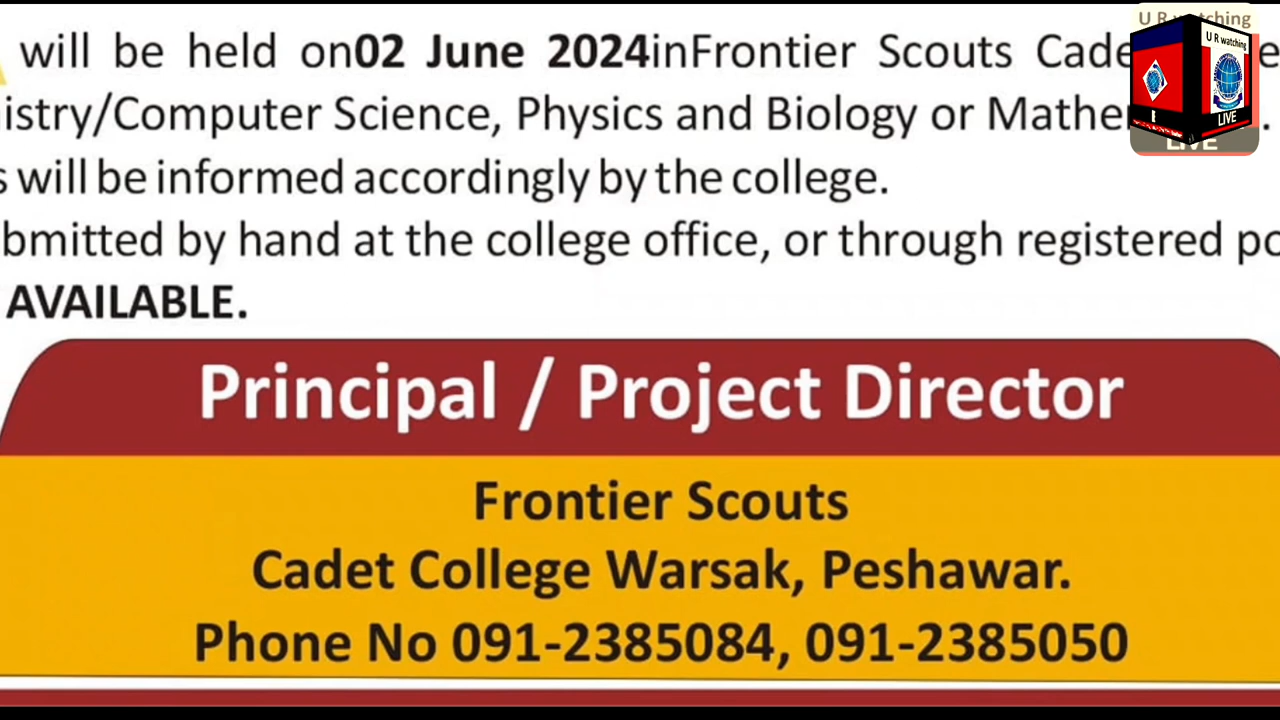 will be held on02 June 2024inFrontier Scouts
istry/Computer Science, Physics and Biology or
s will be informed accordingly by the college.
bmitted by hand at the college office, or through registered po
AVAILABLE.
Principal / Project Director
Frontier Scouts
Cadet College Warsak, Peshawar.
Phone No 091-2385084, 091-2385050
U R watching
LIVE
LIVE